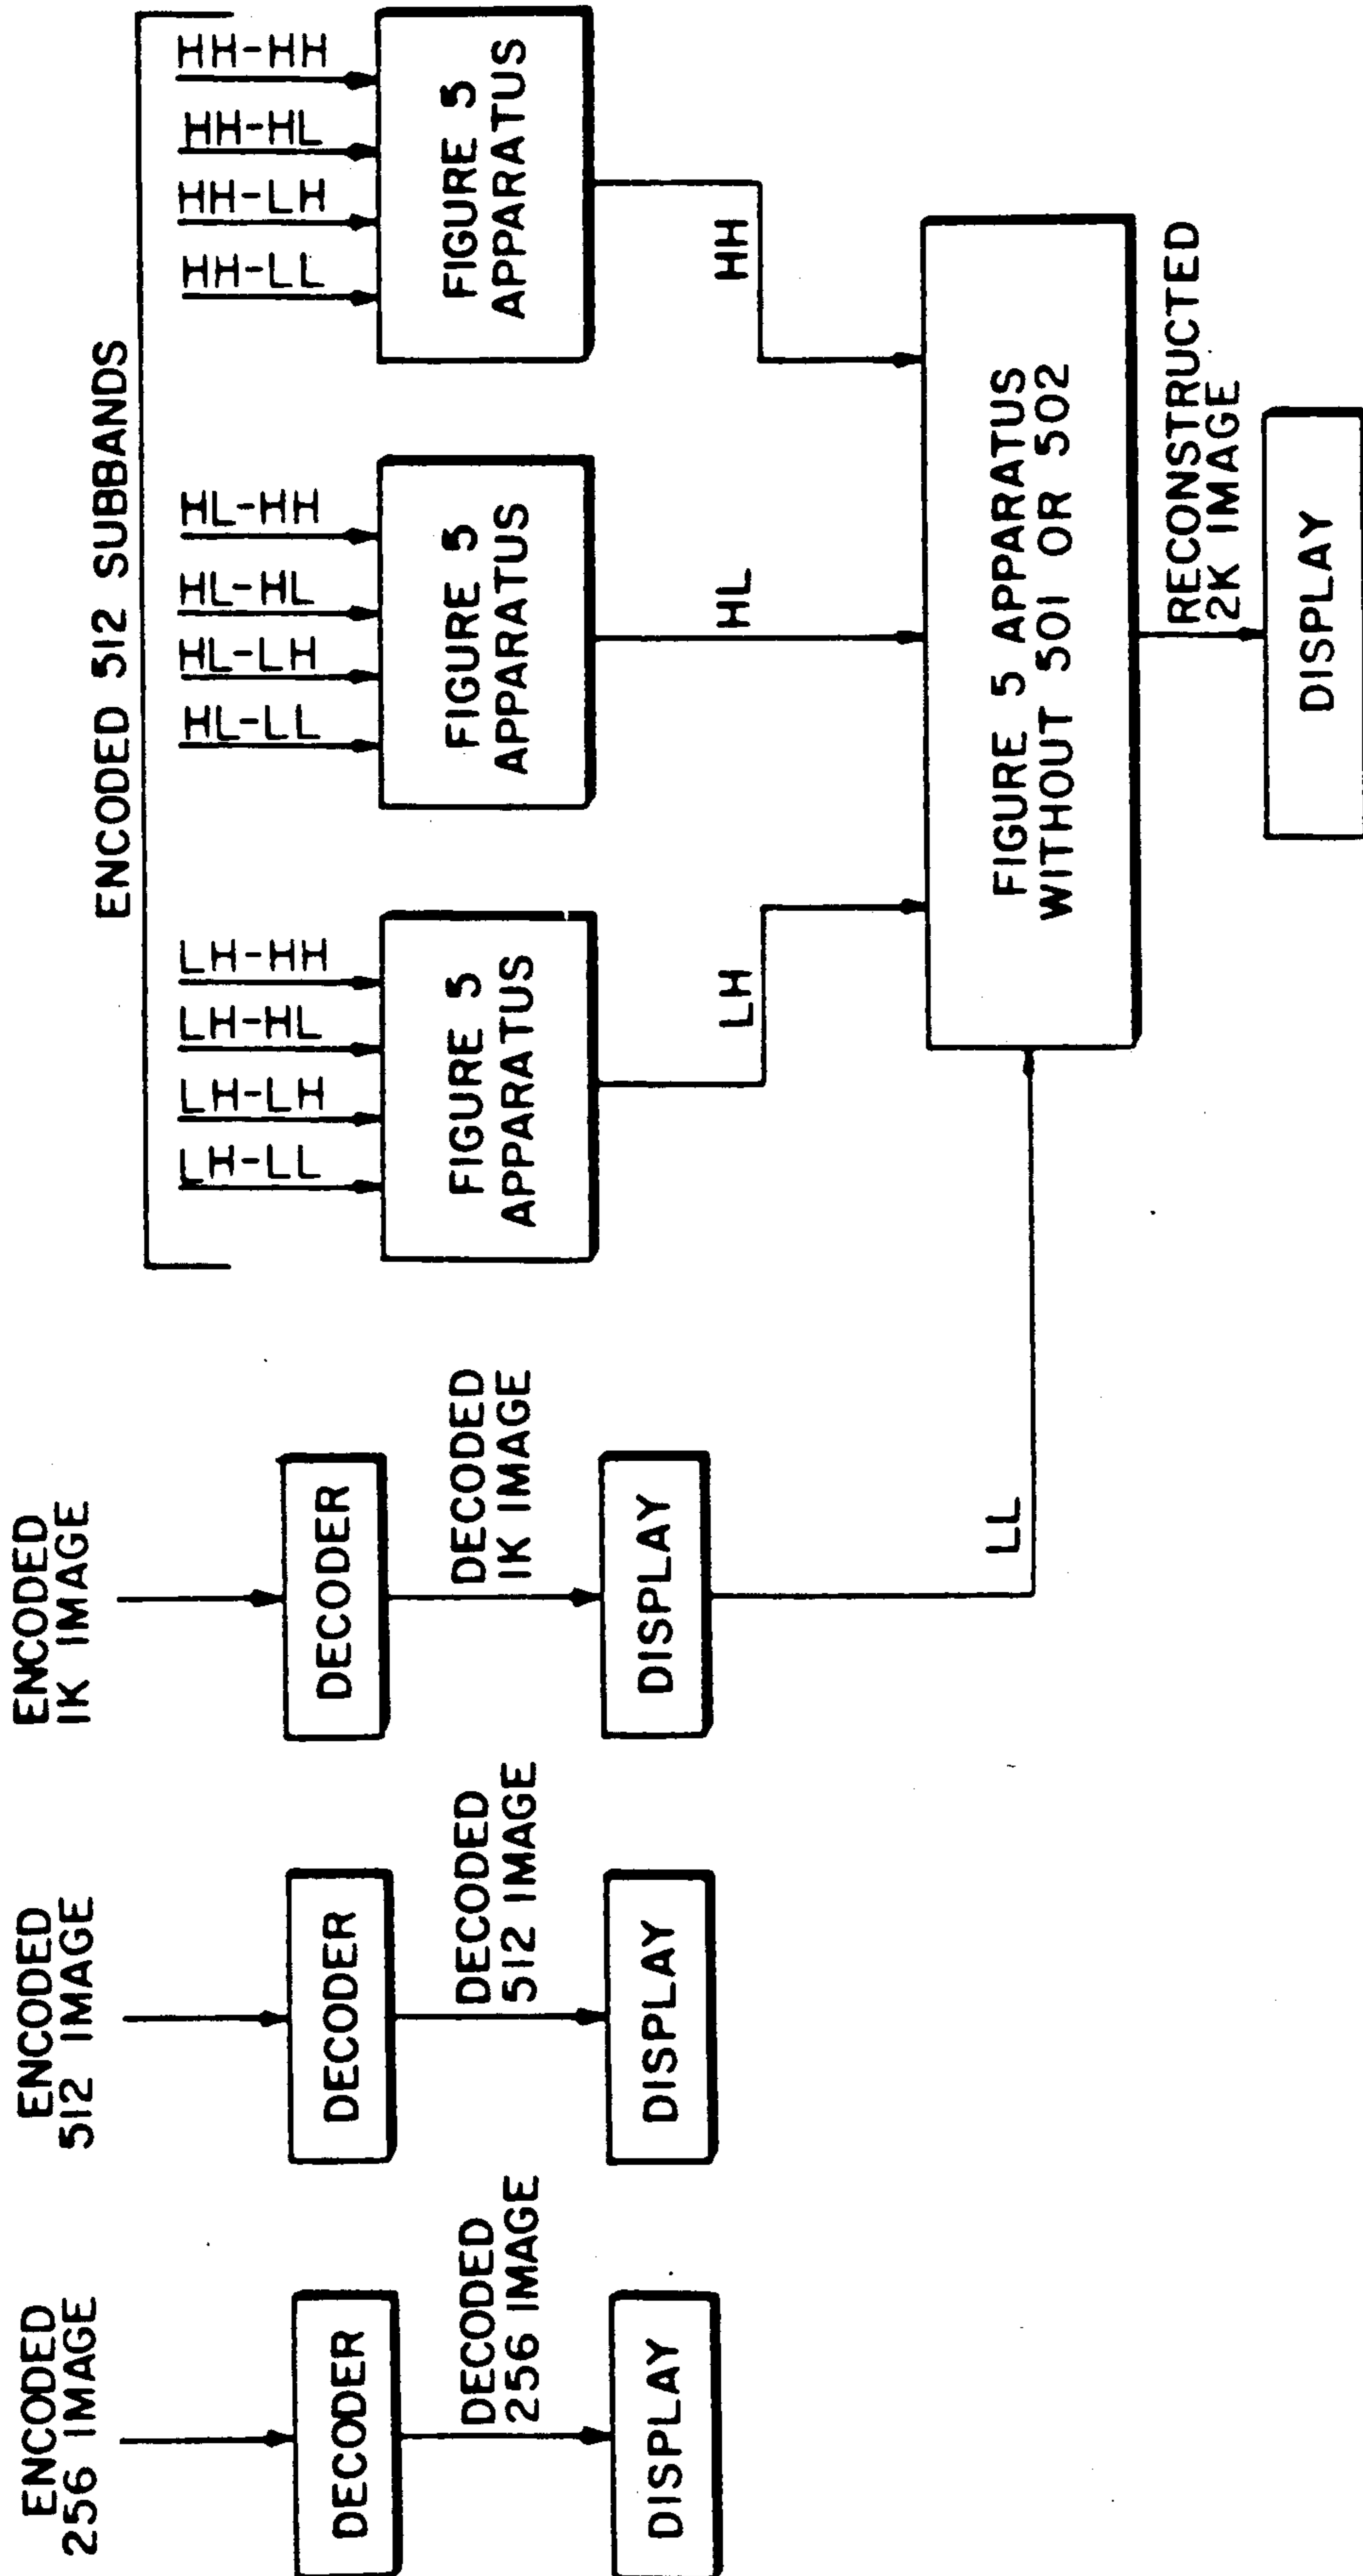 ENCODED
256 IMAGE
DECODER
DECODED
256 IMAGE
DISPLAY
ENCODED
512 IMAGE
DECODER
DECODED
512 IMAGE
DISPLAY
ENCODED
1K IMAGE
DECODER
DECODED
1K IMAGE
DISPLAY
LL
ENCODED 512 SUBBANDS
LH-LL
LH-LH
LH-HL
LH-HH
FIGURE 5
APPARATUS
LH
HL-LL
HL-LH
HL-HL
HL-HH
FIGURE 5
APPARATUS
HL
HH-LL
HH-LH
HH-HL
HH-HH
FIGURE 5
APPARATUS
HH
FIGURE 5 APPARATUS
WITHOUT 501 OR 502
RECONSTRUCTED
2K IMAGE
DISPLAY